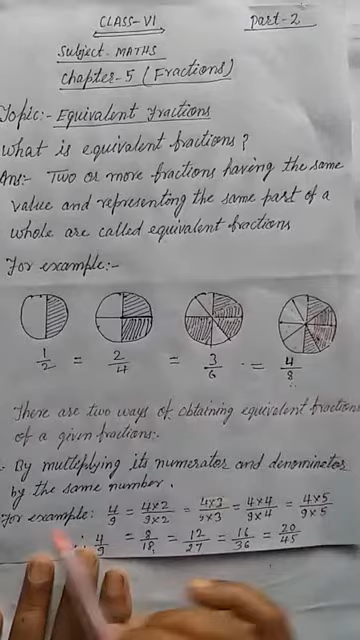 CLASS-VI
Part-2
Subject-MATHS
Chapter-5 (Fractions)
Topic:- Equivalent Fractions
What is equivalent fractions?
Ans:- Two or more fractions having the same
value and representing the same part of a
whole are called equivalent fractions
For example:-
1/2 = 2/4 = 3/6 = 4/8
There are two ways of obtaining equivalent fractions
of a given fractions:-
By multiplying its numerator and denominator
by the same number.
For example: 4/9 = 4×2/9×2 = 4×3/9×3 = 4×4/9×4 = 4×5/9×5
4/9 = 8/18 = 12/27 = 16/36 = 20/45